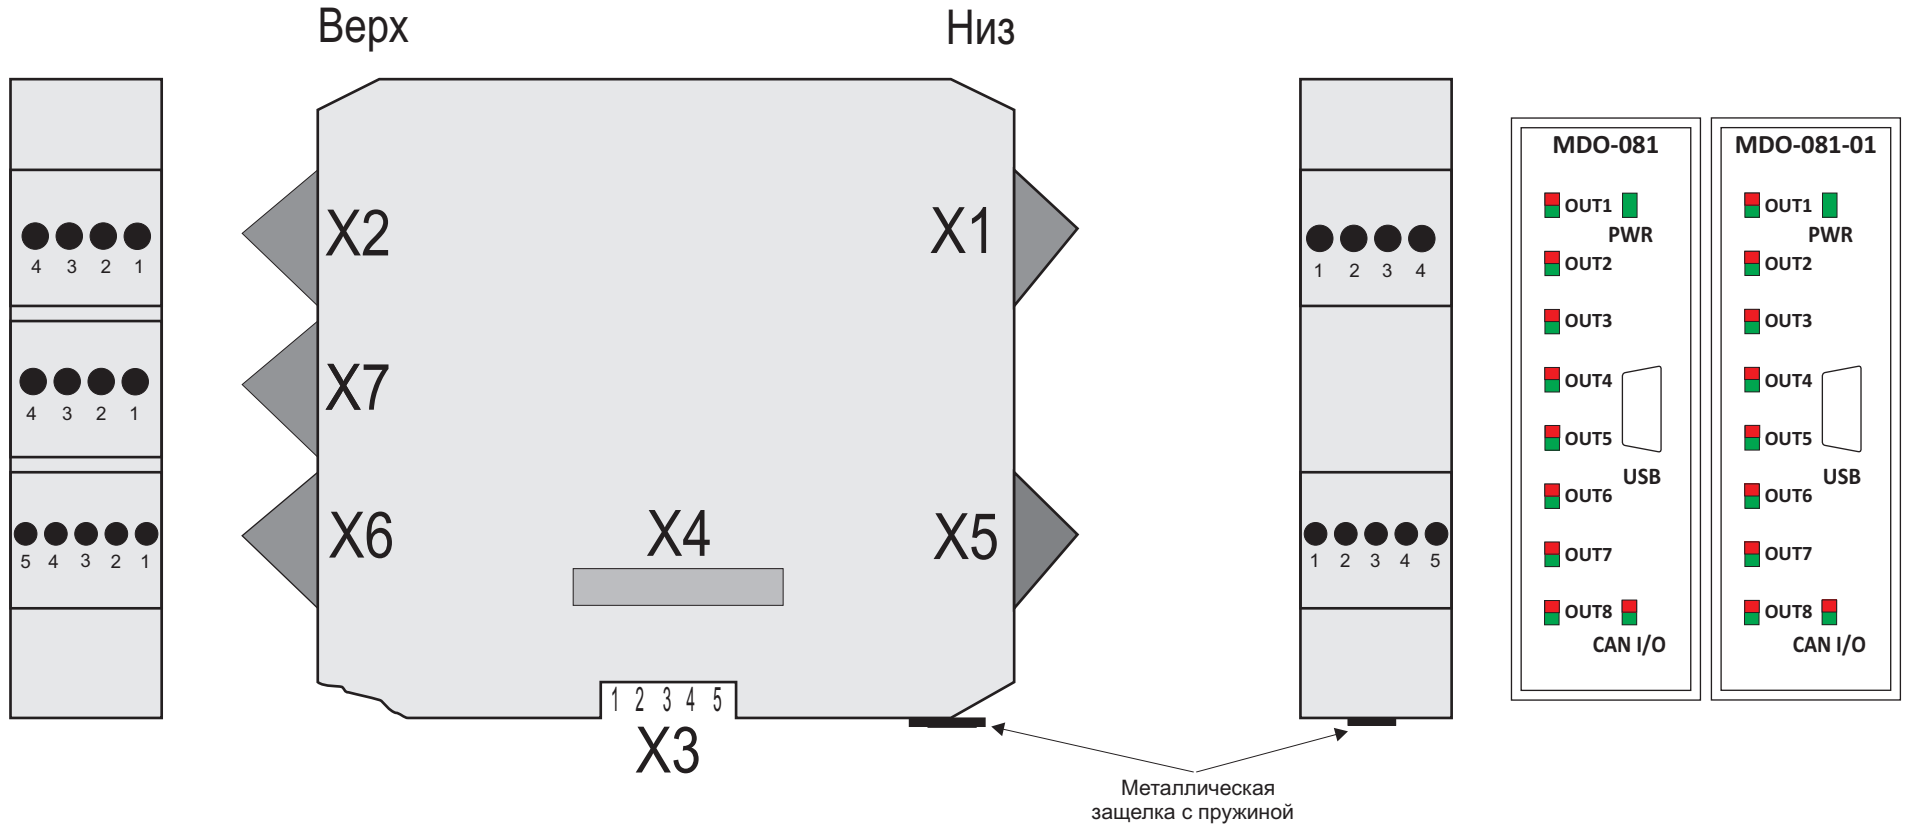 Верх
Низ
4 3 2 1
4 3 2 1
5 4 3 2 1
X2
X7
X6
X1
X5
X4
1 2 3 4 5
X3
1 2 3 4
1 2 3 4 5
Металлическая
защелка с пружиной
MDO-081
OUT1
PWR
OUT2
OUT3
OUT4
OUT5
USB
OUT6
OUT7
OUT8
CAN I/O
MDO-081-01
OUT1
PWR
OUT2
OUT3
OUT4
OUT5
USB
OUT6
OUT7
OUT8
CAN I/O